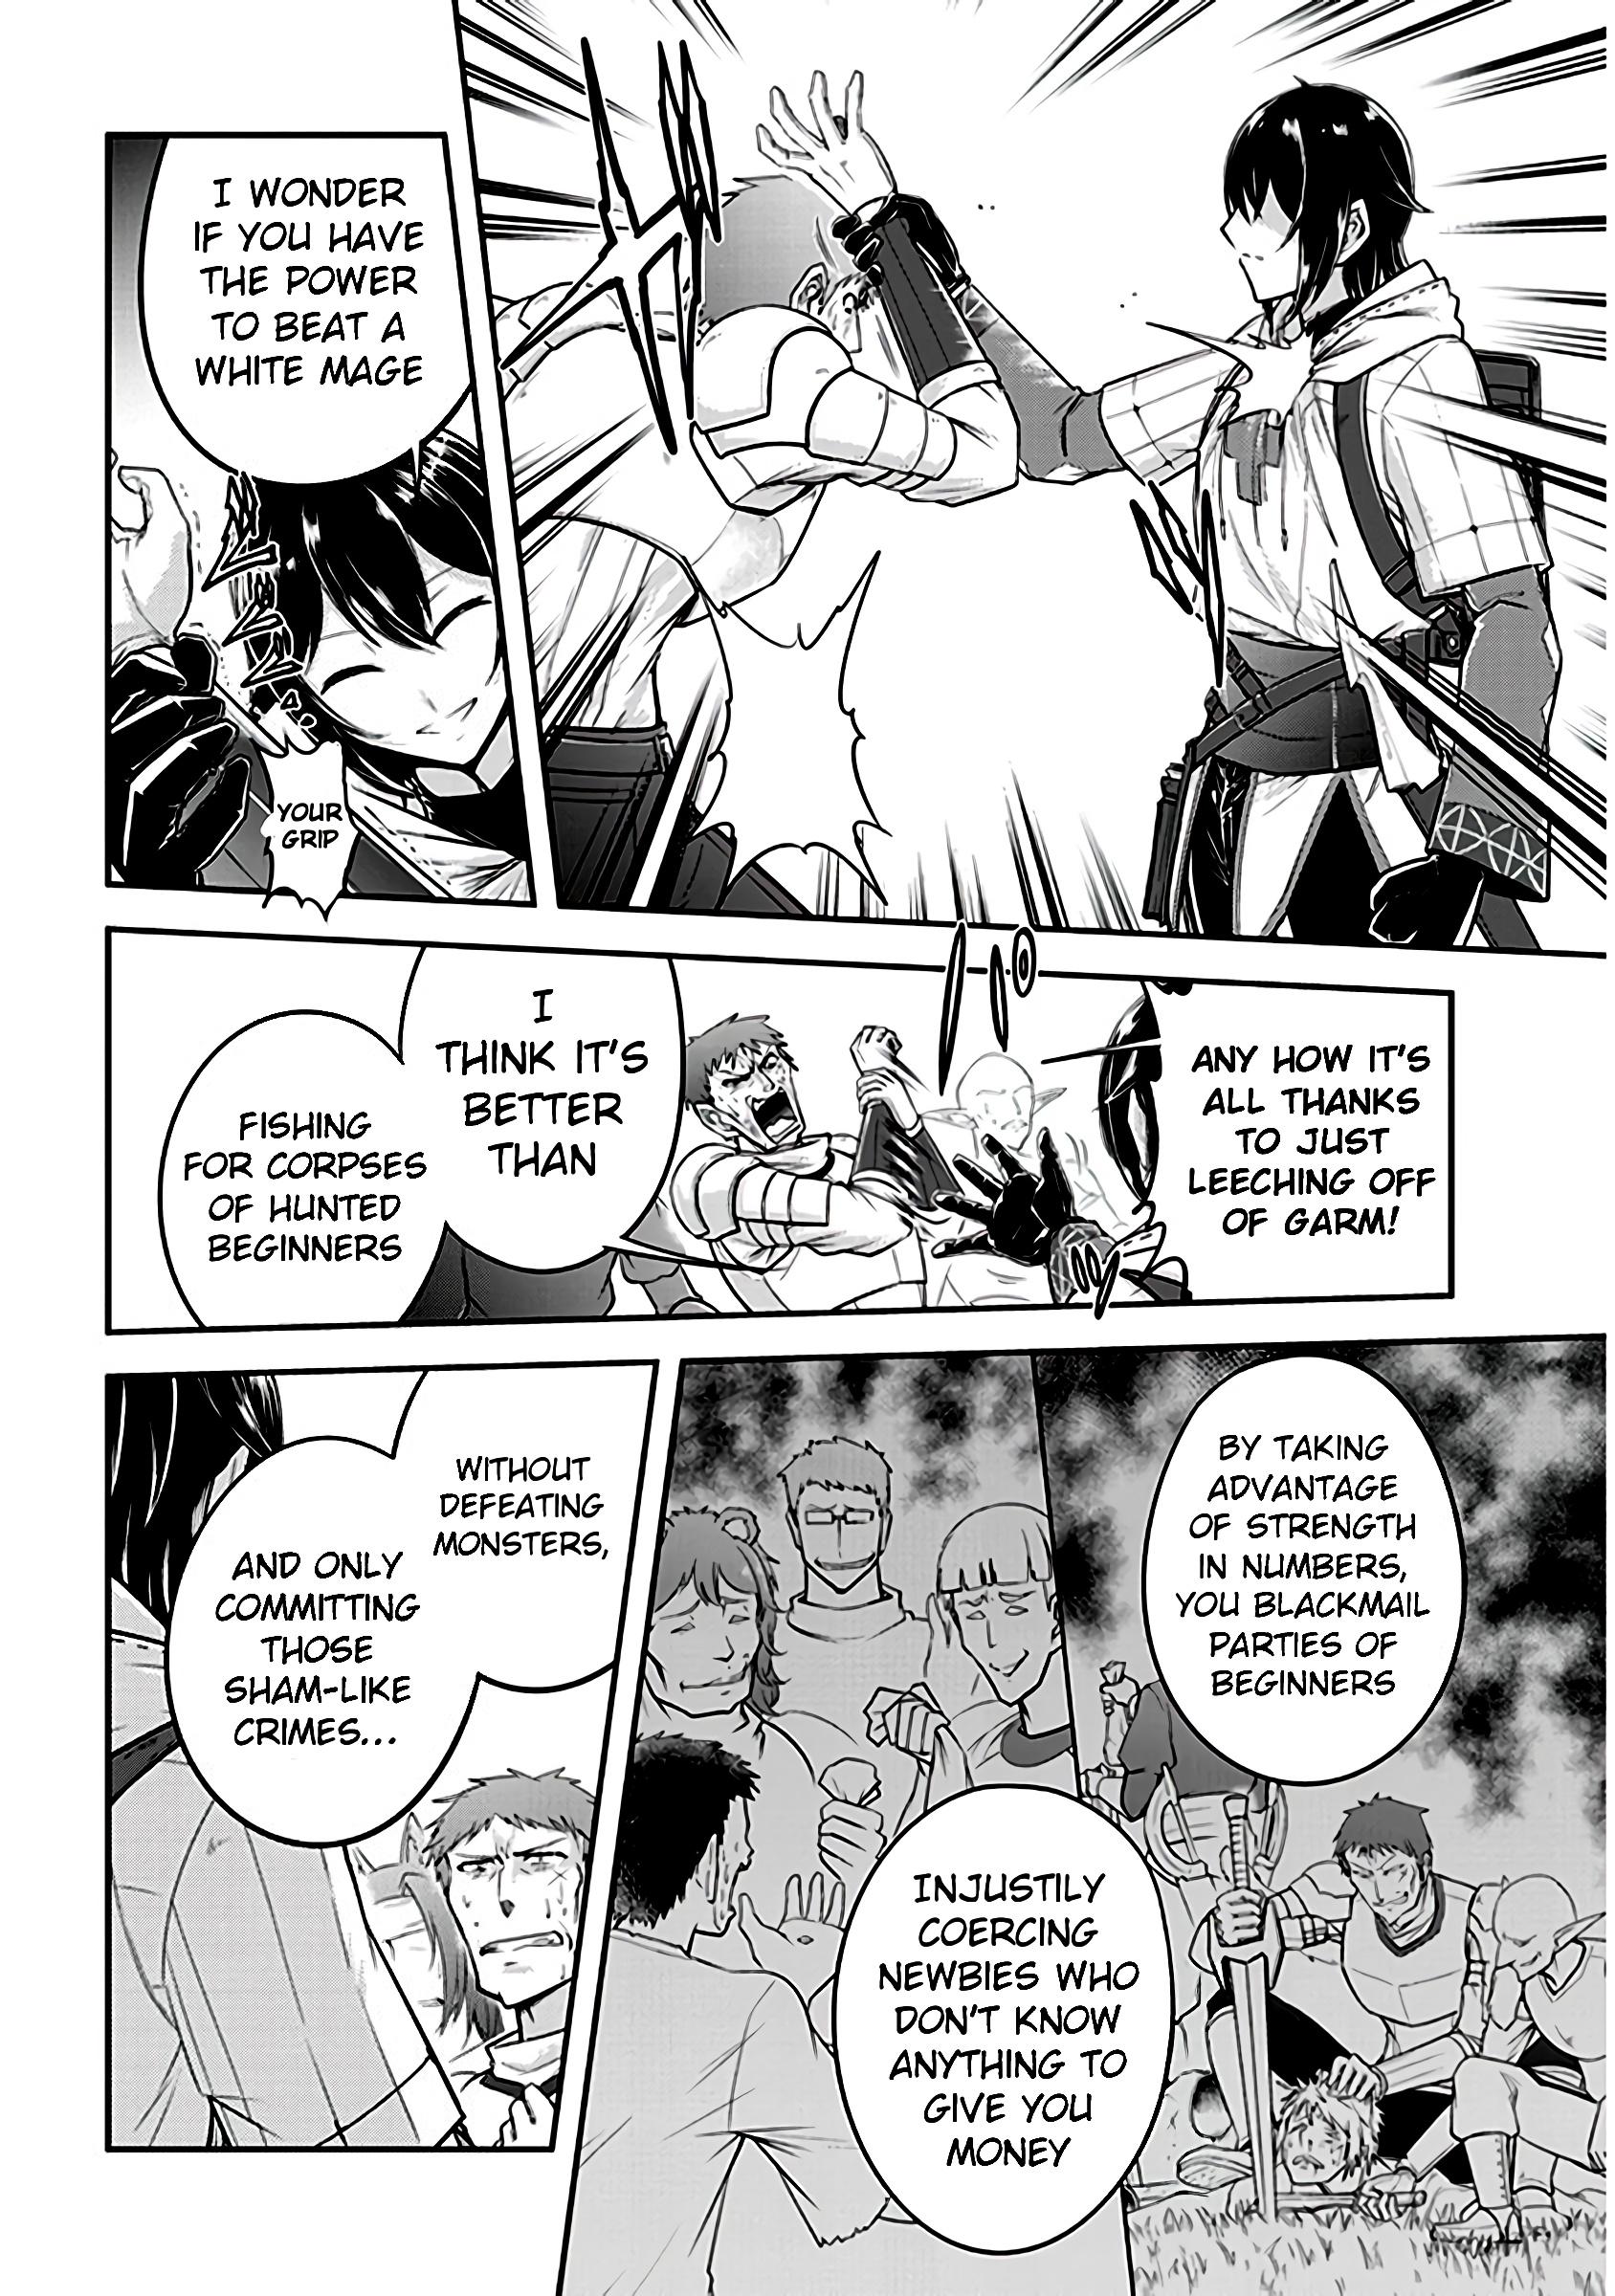 I WONDER
IF YOU HAVE
THE POWER
TO BEAT A
WHITE MAGE
YOUR
GRIP
ANY HOW IT'S
ALL THANKS
TO JUST
LEECHING OFF
OF GARM!
I
THINK IT'S
BETTER
THAN
FISHING
FOR CORPSES
OF HUNTED
BEGINNERS
BY TAKING
ADVANTAGE
OF STRENGTH
IN NUMBERS,
YOU BLACKMAIL
PARTIES OF
BEGINNERS
INJUSTILY
COERCING
NEWBIES WHO
DON'T KNOW
ANYTHING TO
GIVE YOU
MONEY
WITHOUT
DEFEATING
MONSTERS,
AND ONLY
COMMITTING
THOSE
SHAM-LIKE
CRIMES...